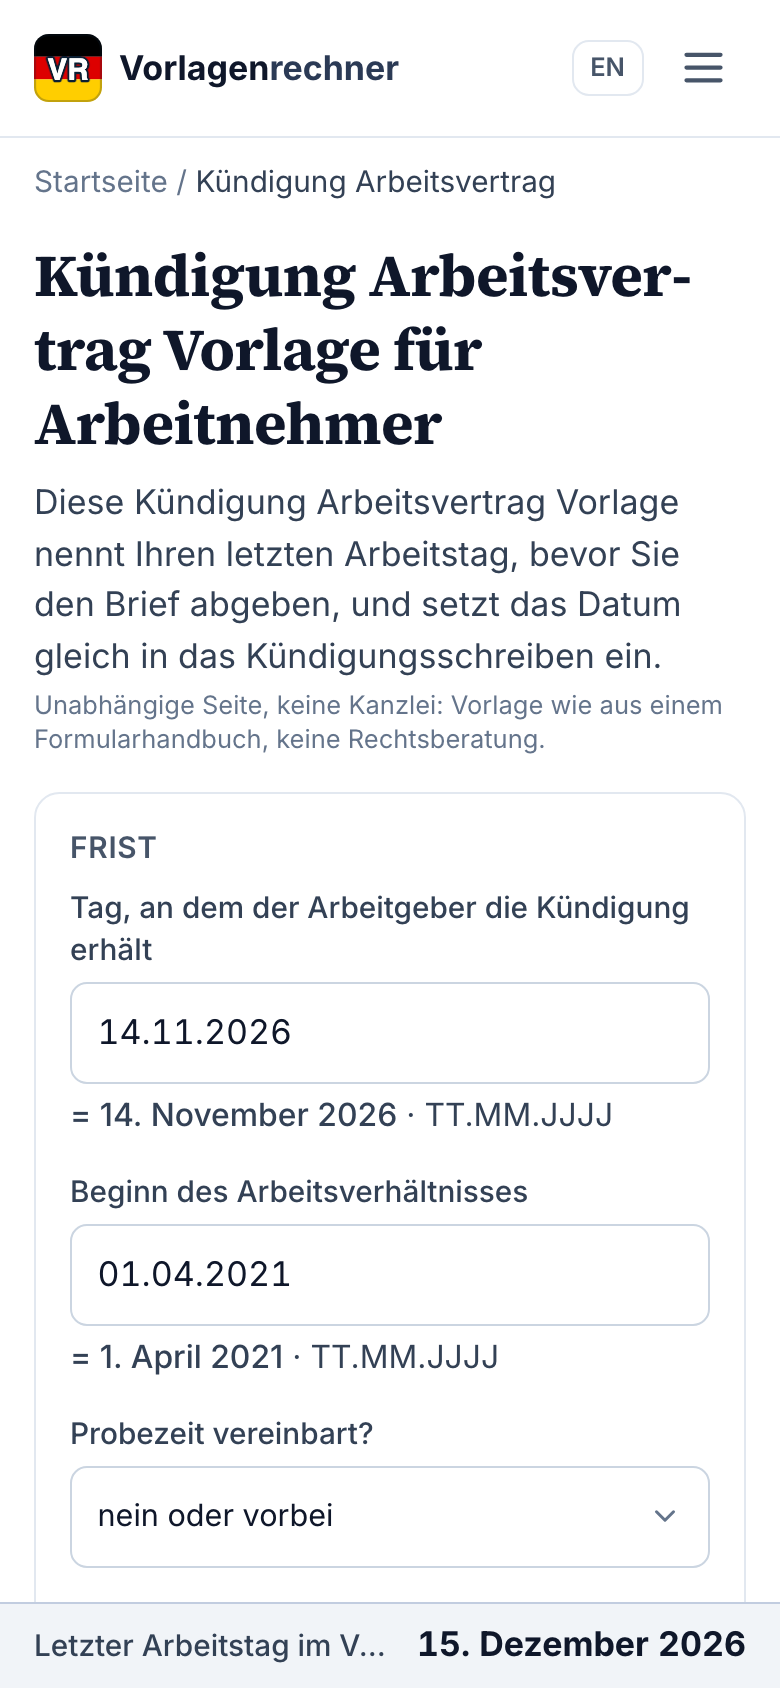 VR Vorlagenrechner EN
Startseite / Kündigung Arbeitsvertrag
Kündigung Arbeitsver-
trag Vorlage für
Arbeitnehmer
Diese Kündigung Arbeitsvertrag Vorlage
nennt Ihren letzten Arbeitstag, bevor Sie
den Brief abgeben, und setzt das Datum
gleich in das Kündigungsschreiben ein.
Unabhängige Seite, keine Kanzlei: Vorlage wie aus einem
Formularhandbuch, keine Rechtsberatung.
FRIST
Tag, an dem der Arbeitgeber die Kündigung
erhält
14.11.2026
= 14. November 2026 · TT.MM.JJJJ
Beginn des Arbeitsverhältnisses
01.04.2021
= 1. April 2021 · TT.MM.JJJJ
Probezeit vereinbart?
nein oder vorbei
Letzter Arbeitstag im V... 15. Dezember 2026